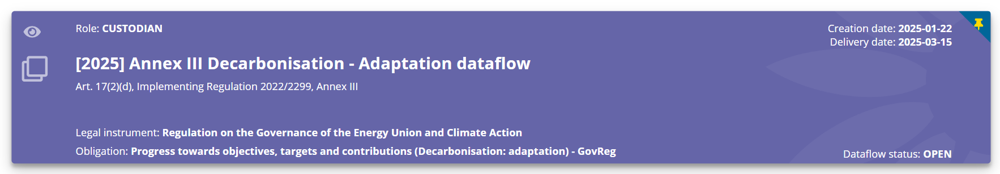 Role: CUSTODIAN
Creation date: 2025-01-22
Delivery date: 2025-03-15
[2025] Annex III Decarbonisation - Adaptation dataflow
Art. 17(2)(d), Implementing Regulation 2022/2299, Annex III
Legal instrument: Regulation on the Governance of the Energy Union and Climate Action
Obligation: Progress towards objectives, targets and contributions (Decarbonisation: adaptation) - GovReg
Dataflow status: OPEN